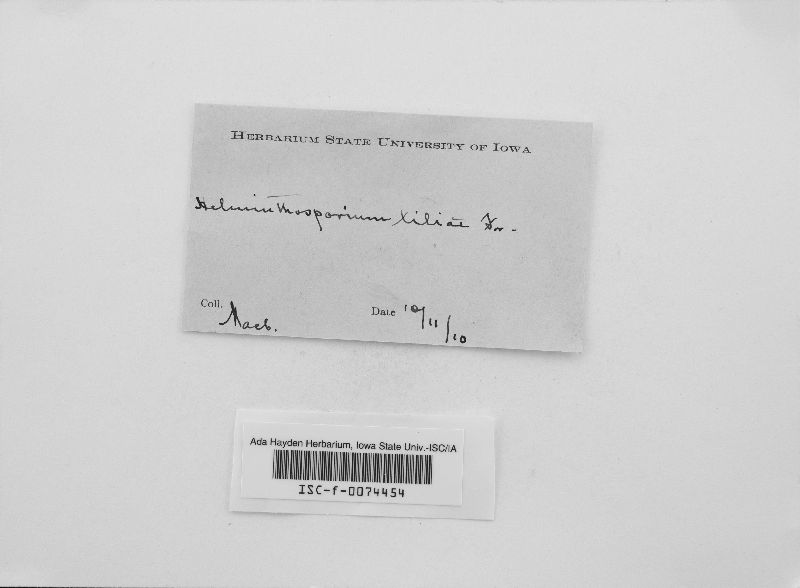 HERBARIUM STATE UNIVERSITY OF IOWA
Helminthosporium tiliae Fr.
Coll. Macb.
Date 10/11/10
Ada Hayden Herbarium, Iowa State Univ.-ISC/IA
ISC-f-0074454